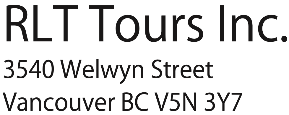 RLT Tours Inc.
3540 Welwyn Street
Vancouver BC V5N 3Y7